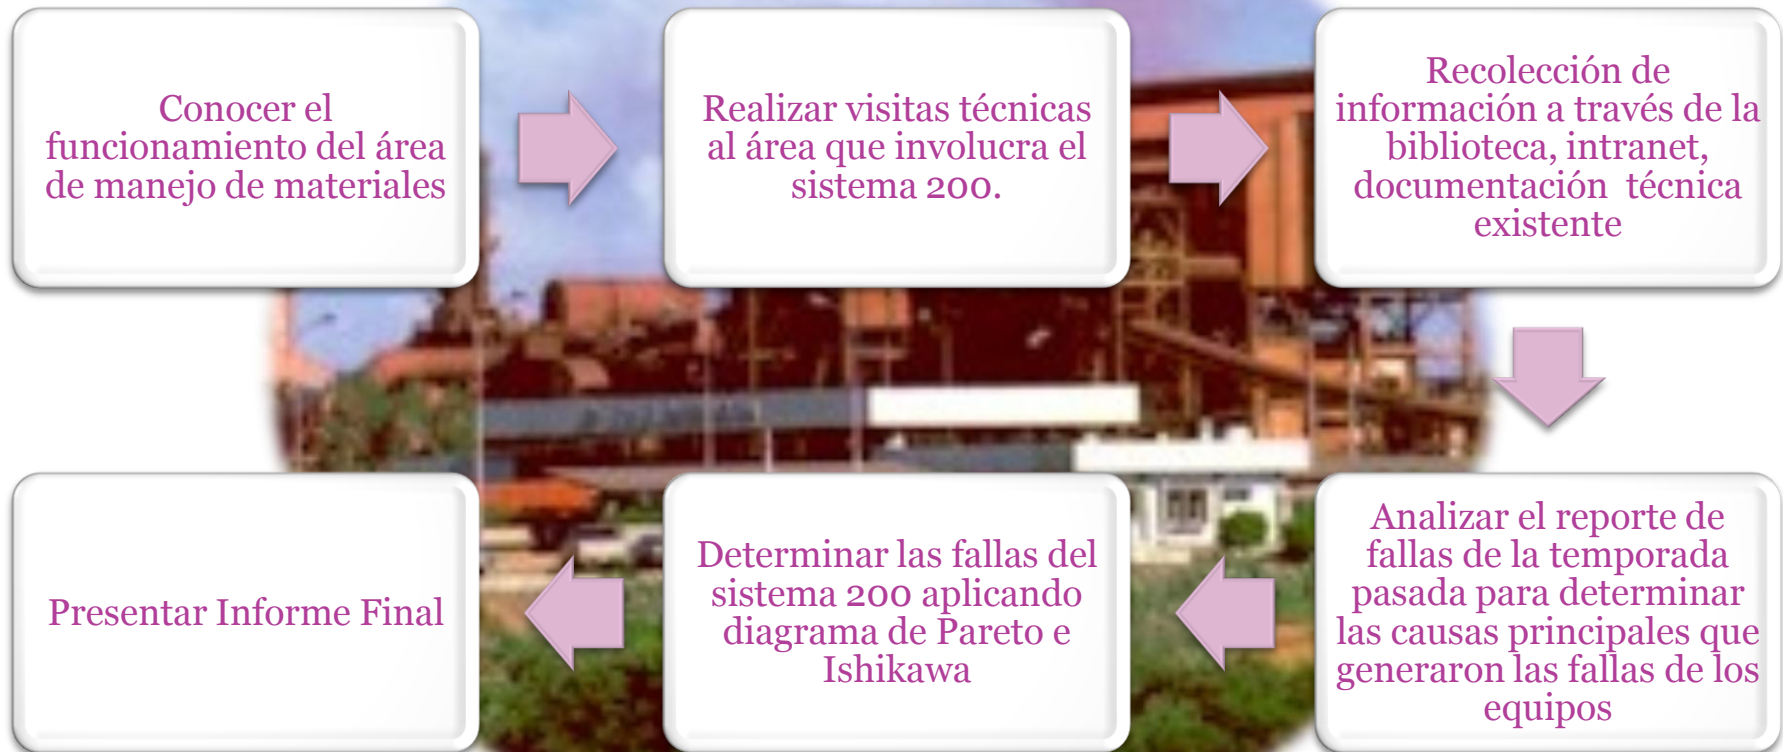 Conocer el
funcionamiento del área
de manejo de materiales
Realizar visitas técnicas
al área que involucra el
sistema 200.
Recolección de
información a través de la
biblioteca, intranet,
documentación técnica
existente
Analizar el reporte de
fallas de la temporada
pasada para determinar
las causas principales que
generaron las fallas de los
equipos
Determinar las fallas del
sistema 200 aplicando
diagrama de Pareto e
Ishikawa
Presentar Informe Final